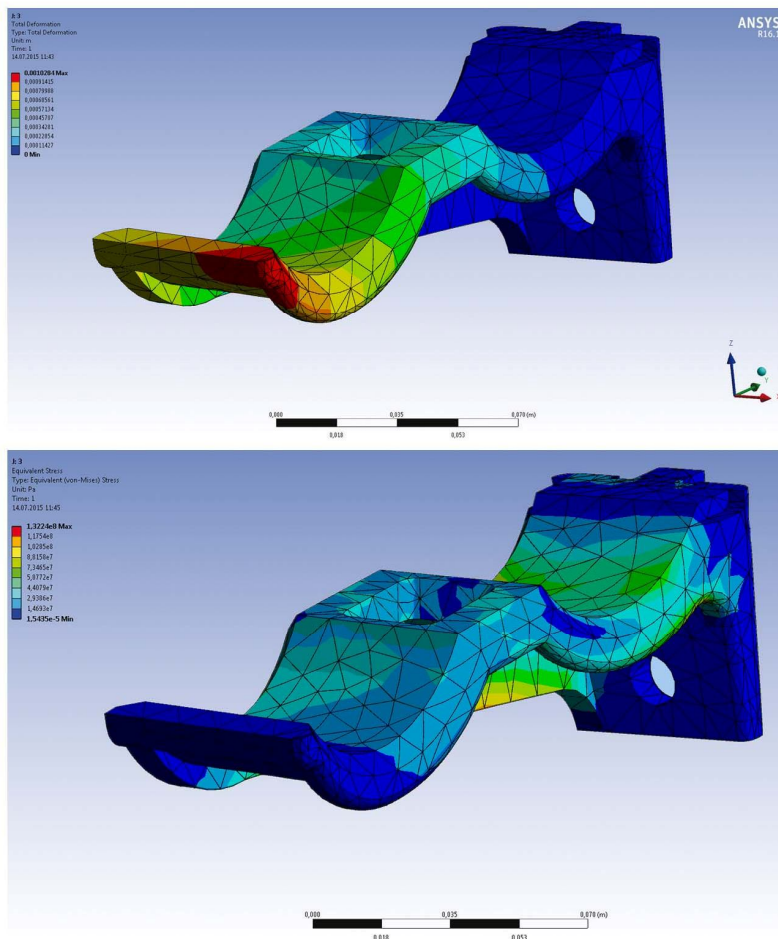 J: 3
Total Deformation
Type: Total Deformation
Unit: m
Time: 1
14.07.2015 11:43
0,0010284 Max
0,00091415
0,00079988
0,00068561
0,00057134
0,00045707
0,00034281
0,00022854
0,00011427
0 Min
ANSYS
R16.1
Z
Y
0,000
0,035
0,070 (m)
0,018
0,053
J: 3
Equivalent Stress
Type: Equivalent (von-Mises) Stress
Unit: Pa
Time: 1
14.07.2015 11:45
1,3224e8 Max
1,1754e8
1,0285e8
8,8158e7
7,3465e7
5,8772e7
4,4079e7
2,9386e7
1,4693e7
1,5435e-5 Min
0,000
0,035
0,070 (m)
0,018
0,053